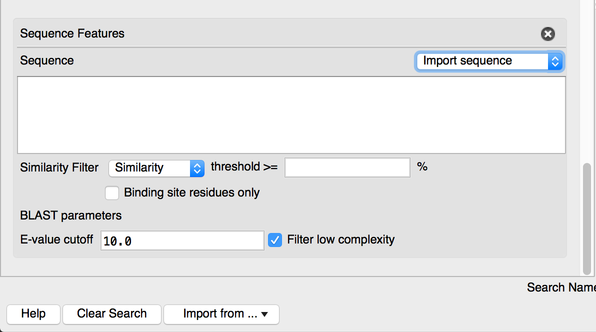 Sequence Features
Sequence Import sequence
Similarity Filter Similarity threshold >= %
Binding site residues only
BLAST parameters
E-value cutoff 10.0 Filter low complexity
Search Name
Help Clear Search Import from ...